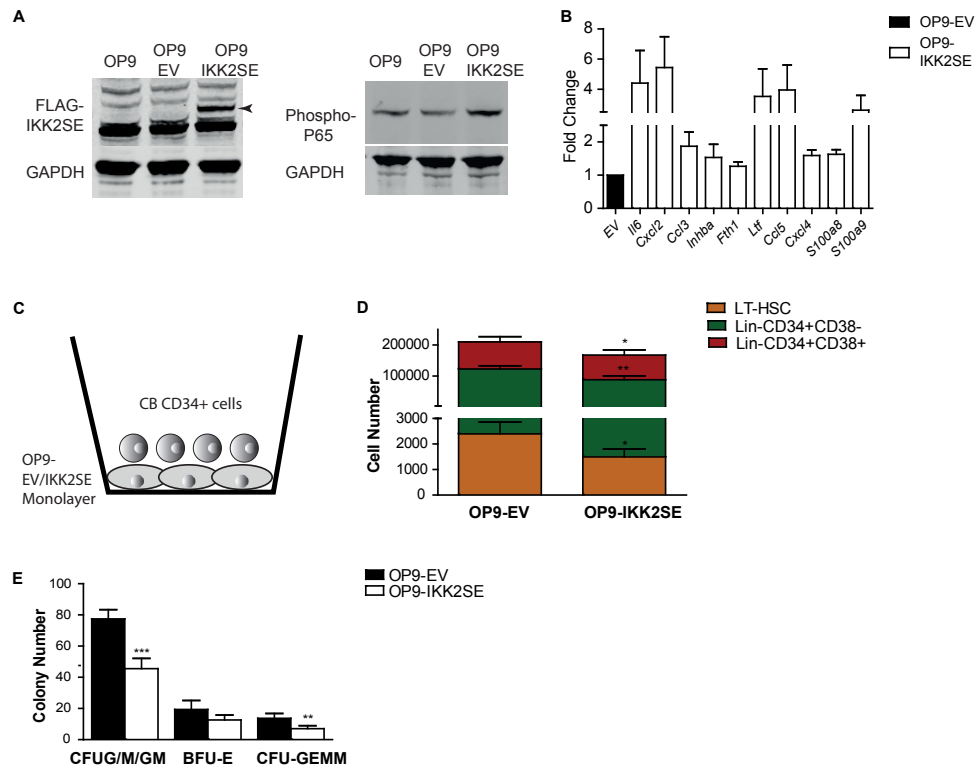 A
OP9
OP9
EV
OP9
IKK2SE
FLAG-
IKK2SE
GAPDH
OP9
OP9
EV
OP9
IKK2SE
Phospho-
P65
GAPDH
B
OP9-EV
OP9-
IKK2SE
Fold Change
8
4
2
1
0
EV
Il6
Cxcl2
Ccl3
Inhba
Fth1
Ltf
Ccl5
Cxcl4
S100a8
S100a9
C
CB CD34+ cells
OP9-
EV/IKK2SE
Monolayer
D
LT-HSC
Lin-CD34+CD38-
Lin-CD34+CD38+
Cell Number
200000
100000
3000
2000
1000
0
*
**
*
OP9-EV
OP9-IKK2SE
E
OP9-EV
OP9-IKK2SE
Colony Number
100
80
60
40
20
0
***
**
CFUG/M/GM
BFU-E
CFU-GEMM